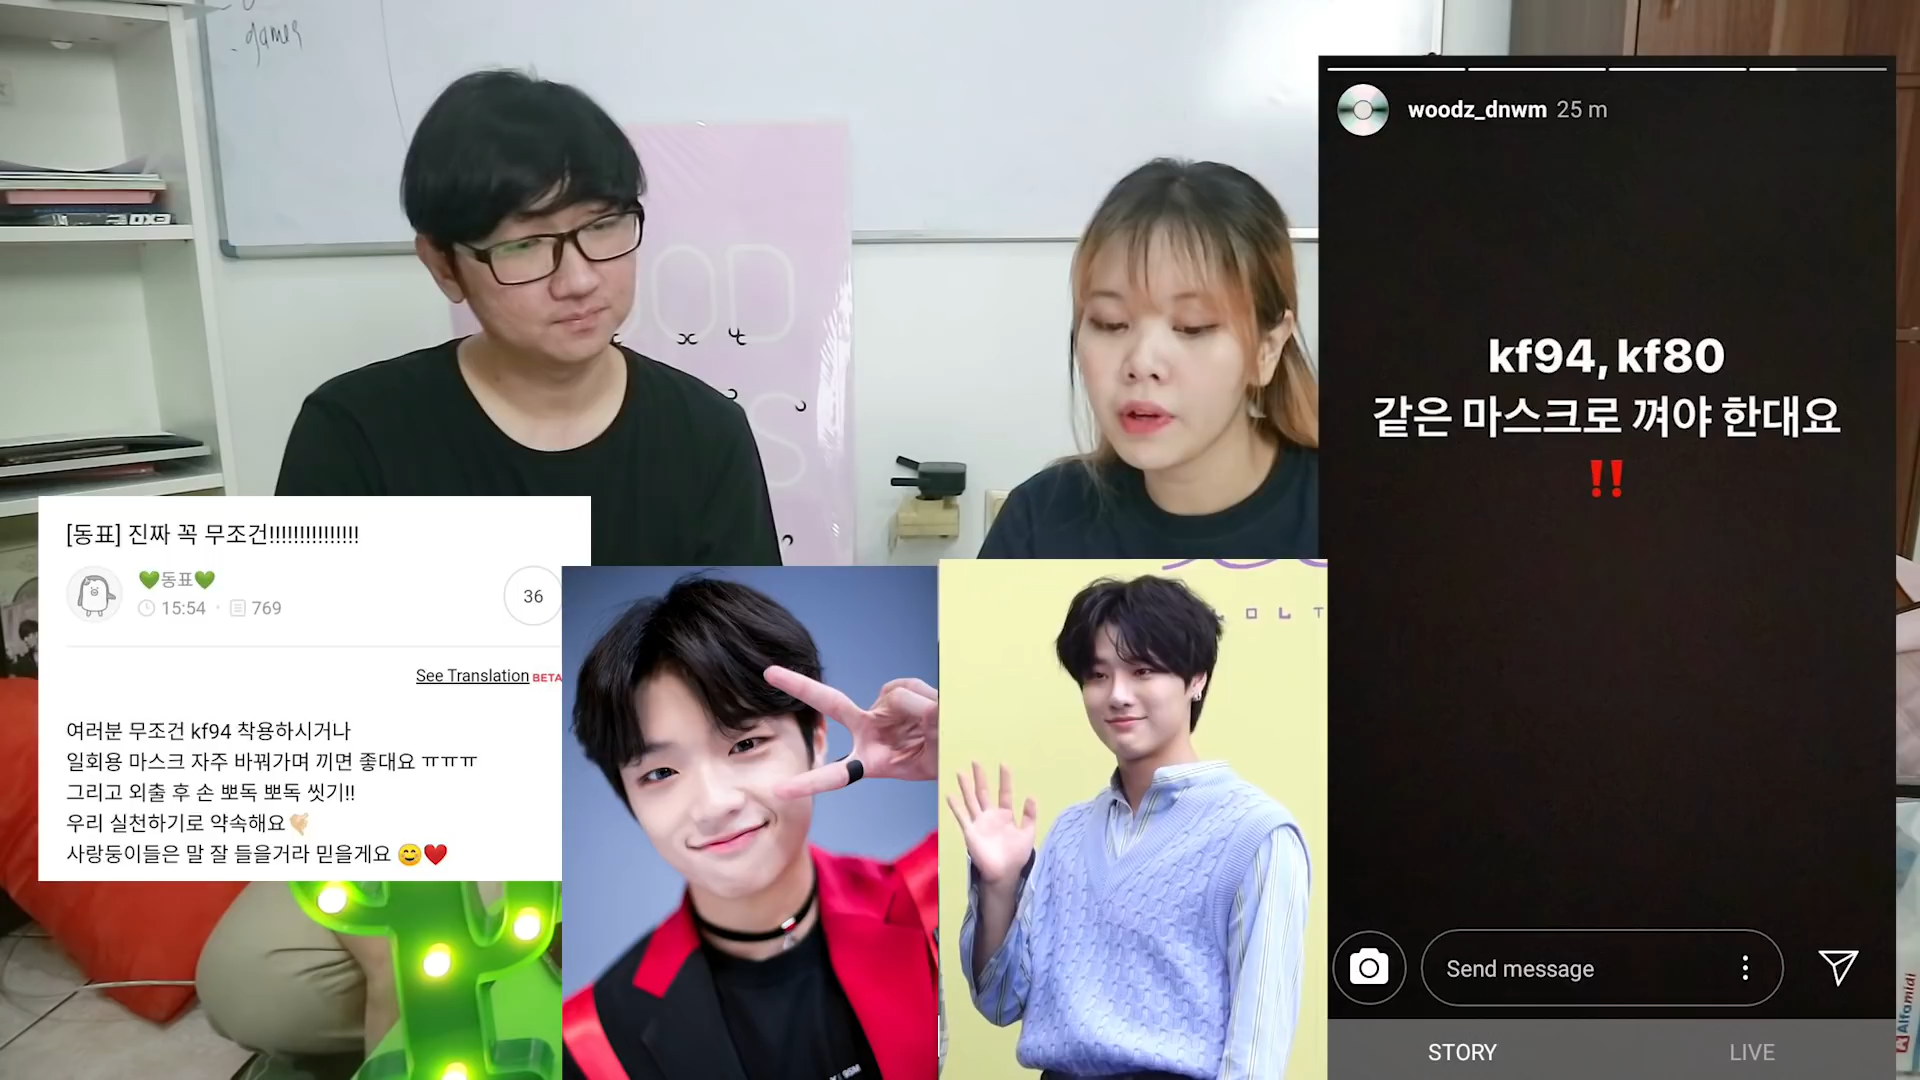 games
EXO
OOD
S
[동표] 진짜 꼭 무조건!!!!!!!!!!!!!!!
💚동표💚
15:54 · 769
36
See Translation BETA
여러분 무조건 kf94 착용하시거나
일회용 마스크 자주 바꿔가며 끼면 좋대요 ㅠㅠㅠ
그리고 외출 후 손 뽀독 뽀독 씻기!!
우리 실천하기로 약속해요🤙🏻
사랑둥이들은 말 잘 들을거라 믿을게요 😊❤️
woodz_dnwm 25 m
kf94, kf80
같은 마스크로 껴야 한대요
‼️
Send message
STORY
LIVE
Alfamidi